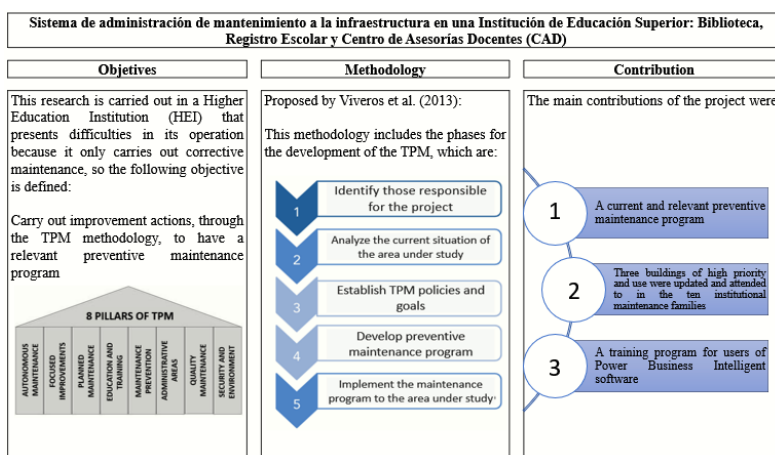 Sistema de administración de mantenimiento a la infraestructura en una Institución de Educación Superior: Biblioteca,
Registro Escolar y Centro de Asesorías Docentes (CAD)
Objetives
This research is carried out in a Higher
Education Institution (HEI) that
presents difficulties in its operation
because it only carries out corrective
maintenance, so the following objective
is defined:
Carry out improvement actions, through
the TPM methodology, to have a
relevant preventive maintenance
program
8 PILLARS OF TPM
AUTONOMOUS
MAINTENANCE
FOCUSED
IMPROVEMENTS
PLANNED
MAINTENANCE
EDUCATION AND
TRAINING
MAINTENANCE
PREVENTION
ADMINISTRATIVE
AREAS
QUALITY
MAINTENANCE
SECURITY AND
ENVIRONMENT
Methodology
Proposed by Viveros et al. (2013):
This methodology includes the phases for
the development of the TPM, which are:
1
Identify those responsible
for the project
2
Analyze the current situation of
the area under study
3
Establish TPM policies and
goals
4
Develop preventive
maintenance program
5
Implement the maintenance
program to the area under study.
Contribution
The main contributions of the project were
1
A current and relevant preventive
maintenance program
2
Three buildings of high priority
and use were updated and attended
to in the ten institutional
maintenance families
3
A training program for users of
Power Business Intelligent
software